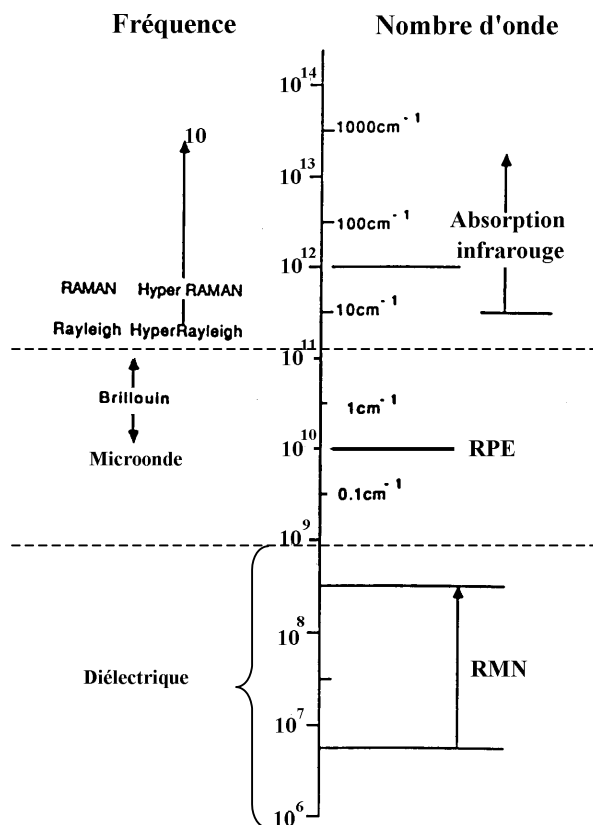 Fréquence
Nombre d'onde
10^14
1000cm^-1
10
10^13
100cm^-1
Absorption
infrarouge
10^12
RAMAN Hyper RAMAN
10cm^-1
Rayleigh HyperRayleigh
10^11
Brillouin
1cm^-1
10^10
RPE
Microonde
0.1cm^-1
10^9
10^8
Diélectrique
RMN
10^7
10^6